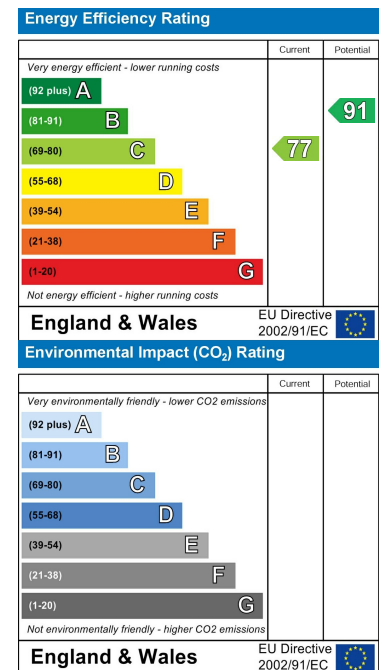 Energy Efficiency Rating
Current Potential
Very energy efficient - lower running costs
(92 plus) A
(81-91) B
91
(69-80) C
77
(55-68) D
(39-54) E
(21-38) F
(1-20) G
Not energy efficient - higher running costs
England & Wales
EU Directive
2002/91/EC
Environmental Impact (CO₂) Rating
Current Potential
Very environmentally friendly - lower CO2 emissions
(92 plus) A
(81-91) B
(69-80) C
(55-68) D
(39-54) E
(21-38) F
(1-20) G
Not environmentally friendly - higher CO2 emissions
England & Wales
EU Directive
2002/91/EC